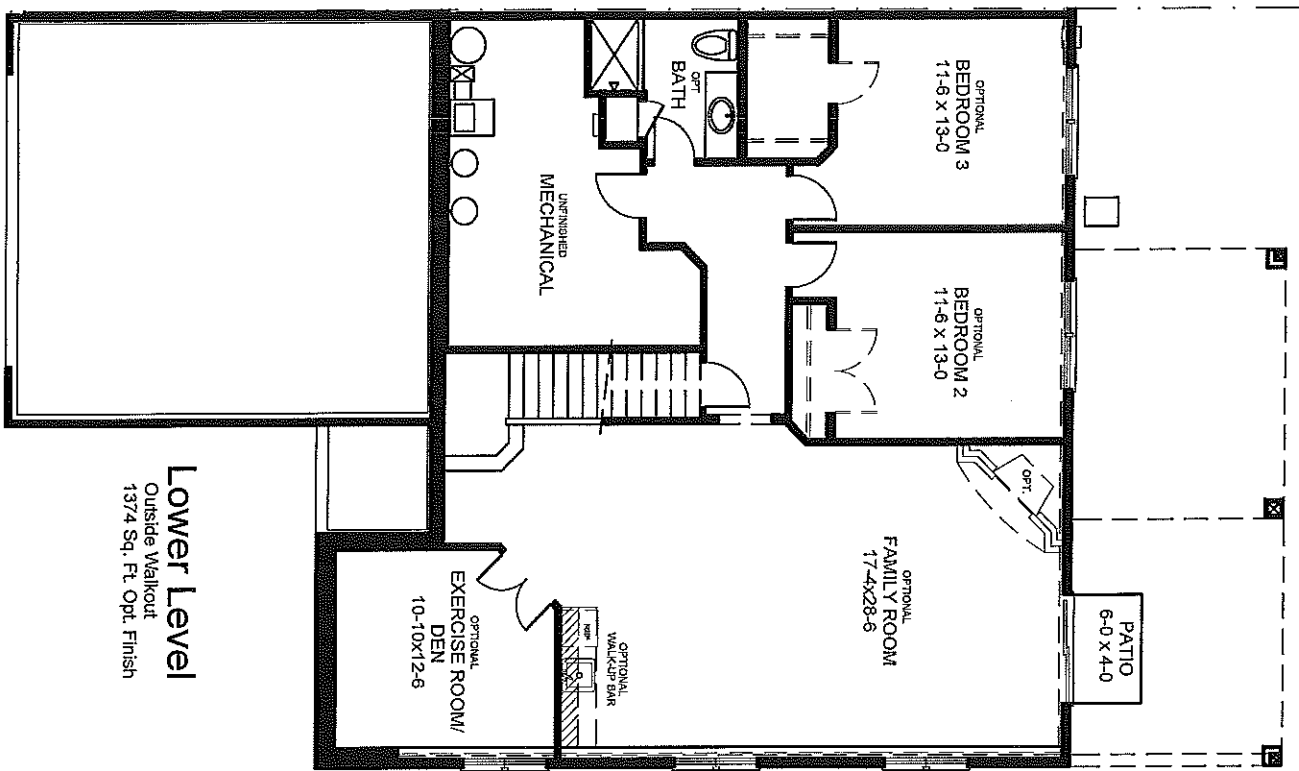 OPTIONAL
BEDROOM 3
11-6 x 13-0
OPT
BATH
UNFINISHED
MECHANICAL
OPTIONAL
BEDROOM 2
11-6 x 13-0
OPT.
OPTIONAL
FAMILY ROOM
17-4x28-6
PATIO
6-0 x 4-0
OPTIONAL
WALK-UP BAR
OPTIONAL
EXERCISE ROOM/
DEN
10-10x12-6
Lower Level
Outside Walkout
1374 Sq. Ft. Opt. Finish